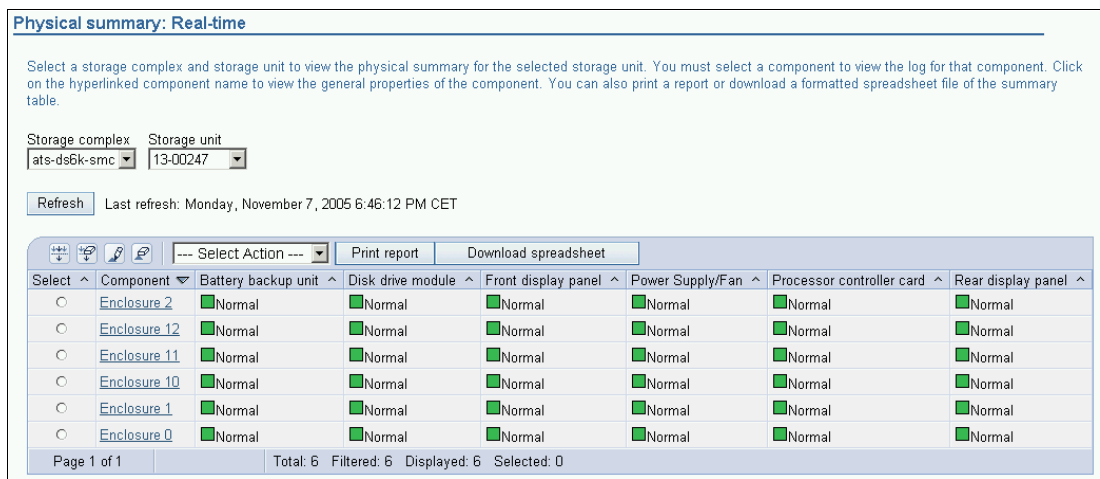 Physical summary: Real-time
Select a storage complex and storage unit to view the physical summary for the selected storage unit. You must select a component to view the log for that component. Click
on the hyperlinked component name to view the general properties of the component. You can also print a report or download a formatted spreadsheet file of the summary
table.
Storage complex Storage unit
ats-ds6k-smc 13-00247
Refresh Last refresh: Monday, November 7, 2005 6:46:12 PM CET
--- Select Action --- Print report Download spreadsheet
Select Component Battery backup unit Disk drive module Front display panel Power Supply/Fan Processor controller card Rear display panel
Enclosure 2 Normal Normal Normal Normal Normal Normal
Enclosure 12 Normal Normal Normal Normal Normal Normal
Enclosure 11 Normal Normal Normal Normal Normal Normal
Enclosure 10 Normal Normal Normal Normal Normal Normal
Enclosure 1 Normal Normal Normal Normal Normal Normal
Enclosure 0 Normal Normal Normal Normal Normal Normal
Page 1 of 1 Total: 6 Filtered: 6 Displayed: 6 Selected: 0